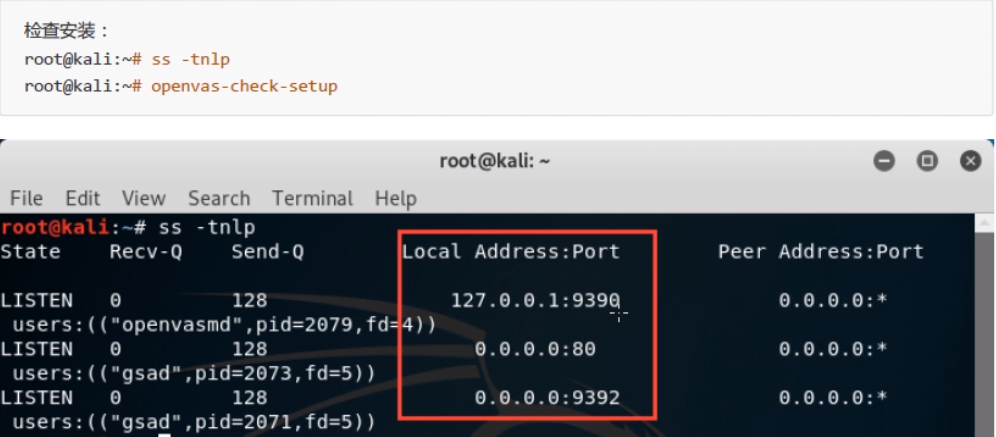 检查安装：
root@kali:~# ss -tnlp
root@kali:~# openvas-check-setup
root@kali: ~
File Edit View Search Terminal Help
root@kali:~# ss -tnlp
State Recv-Q Send-Q Local Address:Port Peer Address:Port
LISTEN 0 128 127.0.0.1:9390 0.0.0.0:*
users:(("openvasmd",pid=2079,fd=4))
LISTEN 0 128 0.0.0.0:80 0.0.0.0:*
users:(("gsad",pid=2073,fd=5))
LISTEN 0 128 0.0.0.0:9392 0.0.0.0:*
users:(("gsad",pid=2071,fd=5))